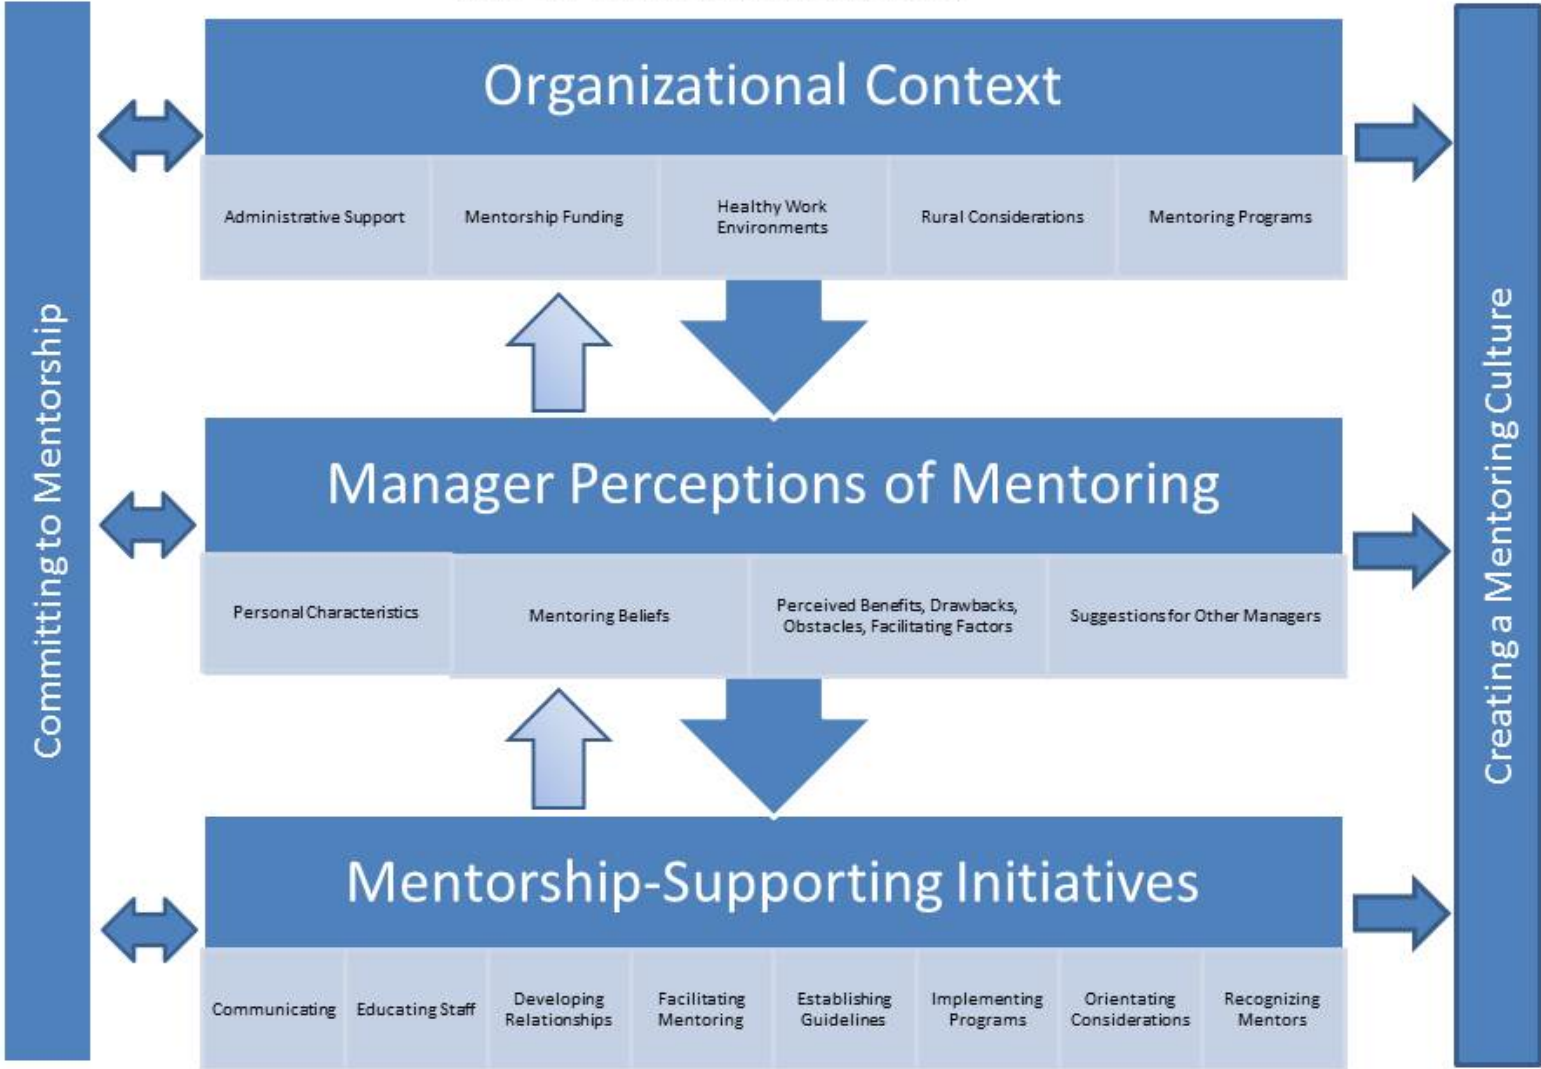 Committing to Mentorship
Organizational Context
Administrative Support
Mentorship Funding
Healthy Work
Environments
Rural Considerations
Mentoring Programs
Manager Perceptions of Mentoring
Personal Characteristics
Mentoring Beliefs
Perceived Benefits, Drawbacks,
Obstacles, Facilitating Factors
Suggestions for Other Managers
Mentorship-Supporting Initiatives
Communicating
Educating Staff
Developing
Relationships
Facilitating
Mentoring
Establishing
Guidelines
Implementing
Programs
Orientating
Considerations
Recognizing
Mentors
Creating a Mentoring Culture